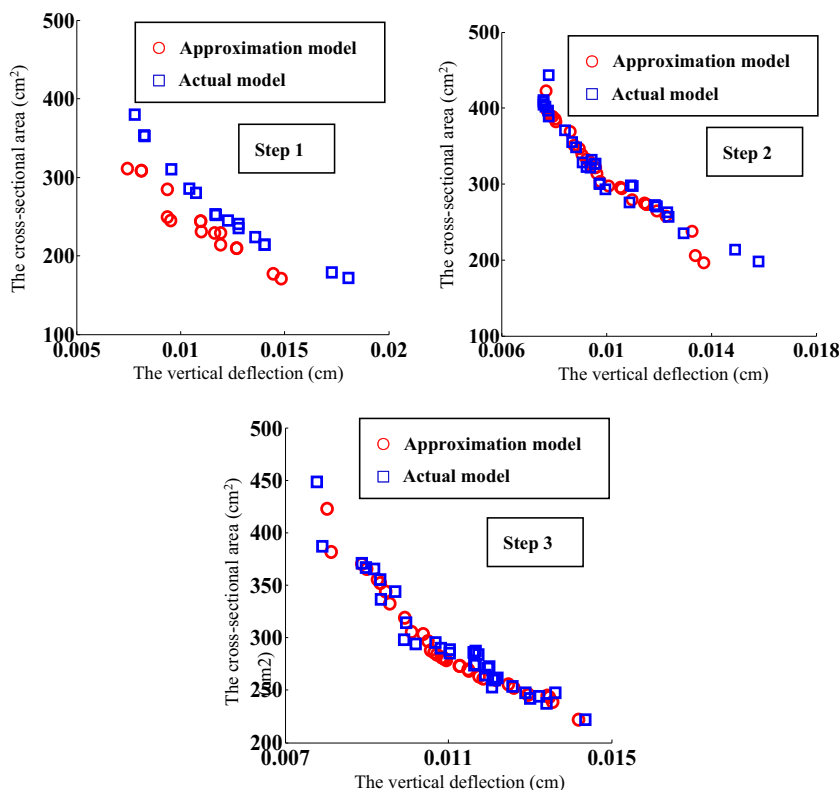 500
400
300
200
100
0.005
0.01
0.015
0.02
The cross-sectional area (cm²)
The vertical deflection (cm)
Approximation model
Actual model
Step 1
500
400
300
200
100
0.006
0.01
0.014
0.018
The cross-sectional area (cm²)
The vertical deflection (cm)
Approximation model
Actual model
Step 2
500
450
400
350
300
250
200
0.007
0.011
0.015
The cross-sectional area (cm²)
m2)
The vertical deflection (cm)
Approximation model
Actual model
Step 3